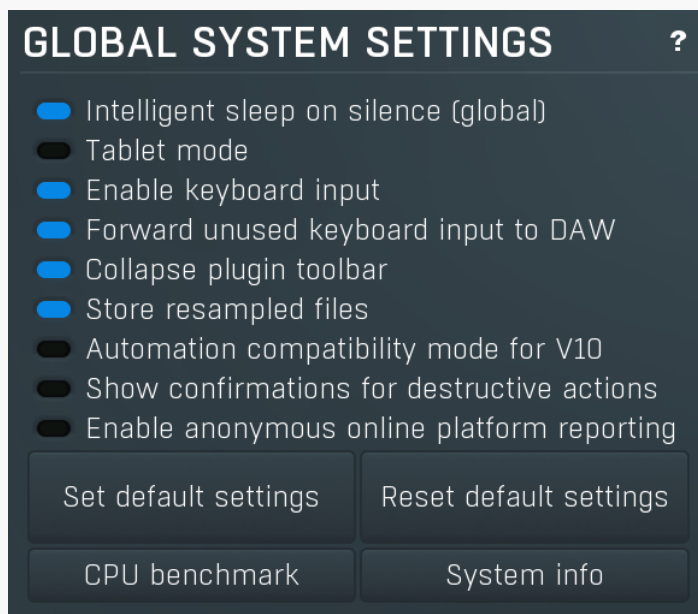 GLOBAL SYSTEM SETTINGS ?
Intelligent sleep on silence (global)
Tablet mode
Enable keyboard input
Forward unused keyboard input to DAW
Collapse plugin toolbar
Store resampled files
Automation compatibility mode for V10
Show confirmations for destructive actions
Enable anonymous online platform reporting
Set default settings Reset default settings
CPU benchmark System info